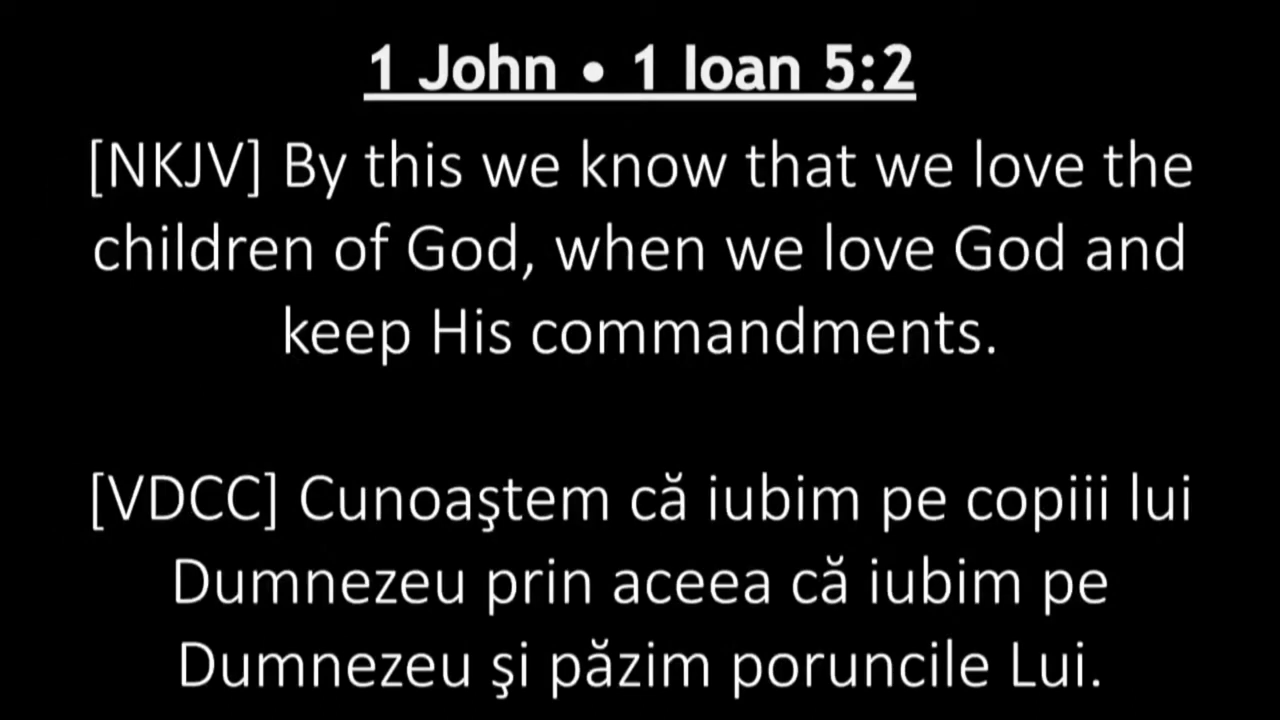 1 John • 1 Ioan 5:2
[NKJV] By this we know that we love the
children of God, when we love God and
keep His commandments.
[VDCC] Cunoaştem că iubim pe copiii lui
Dumnezeu prin aceea că iubim pe
Dumnezeu şi păzim poruncile Lui.